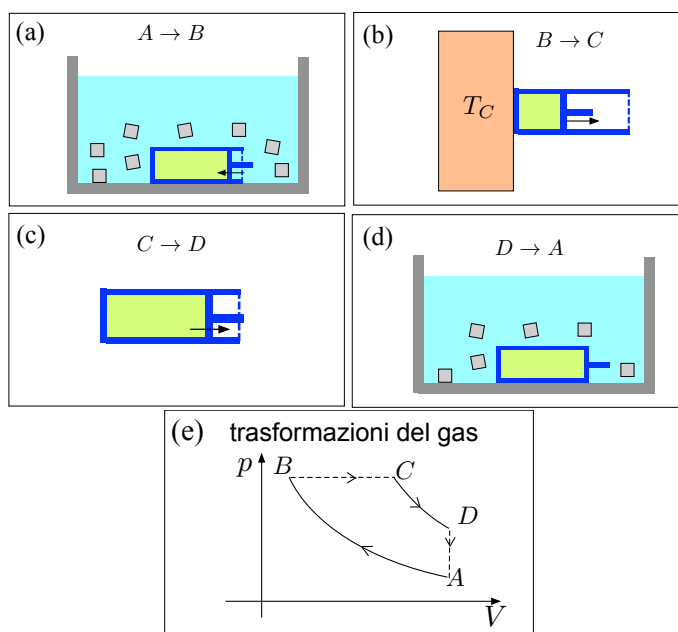 (a)
A → B
(b)
B → C
T_C
(c)
C → D
(d)
D → A
(e) trasformazioni del gas
p
B
C
D
A
V